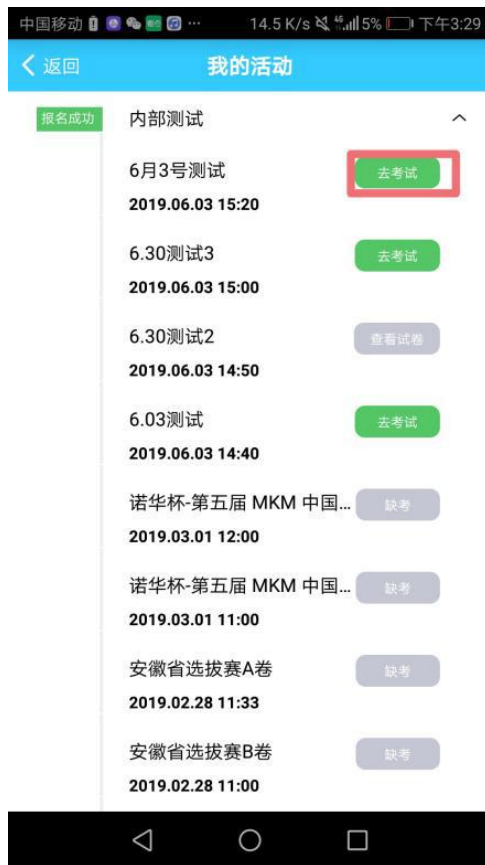 中国移动 … 14.5 K/s 46 5% 下午3:29
返回 我的活动
报名成功 内部测试
6月3号测试 去考试
2019.06.03 15:20
6.30测试3 去考试
2019.06.03 15:00
6.30测试2 查看试卷
2019.06.03 14:50
6.03测试 去考试
2019.06.03 14:40
诺华杯-第五届 MKM 中国... 缺考
2019.03.01 12:00
诺华杯-第五届 MKM 中国... 缺考
2019.03.01 11:00
安徽省选拔赛A卷 缺考
2019.02.28 11:33
安徽省选拔赛B卷 缺考
2019.02.28 11:00